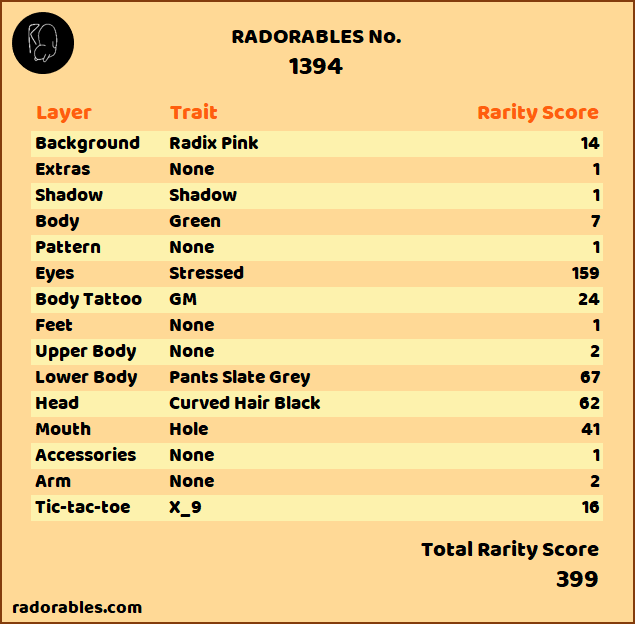 RADORABLES No.
1394
Layer Trait Rarity Score
Background Radix Pink 14
Extras None 1
Shadow Shadow 1
Body Green 7
Pattern None 1
Eyes Stressed 159
Body Tattoo GM 24
Feet None 1
Upper Body None 2
Lower Body Pants Slate Grey 67
Head Curved Hair Black 62
Mouth Hole 41
Accessories None 1
Arm None 2
Tic-tac-toe X_9 16
Total Rarity Score
399
radorables.com